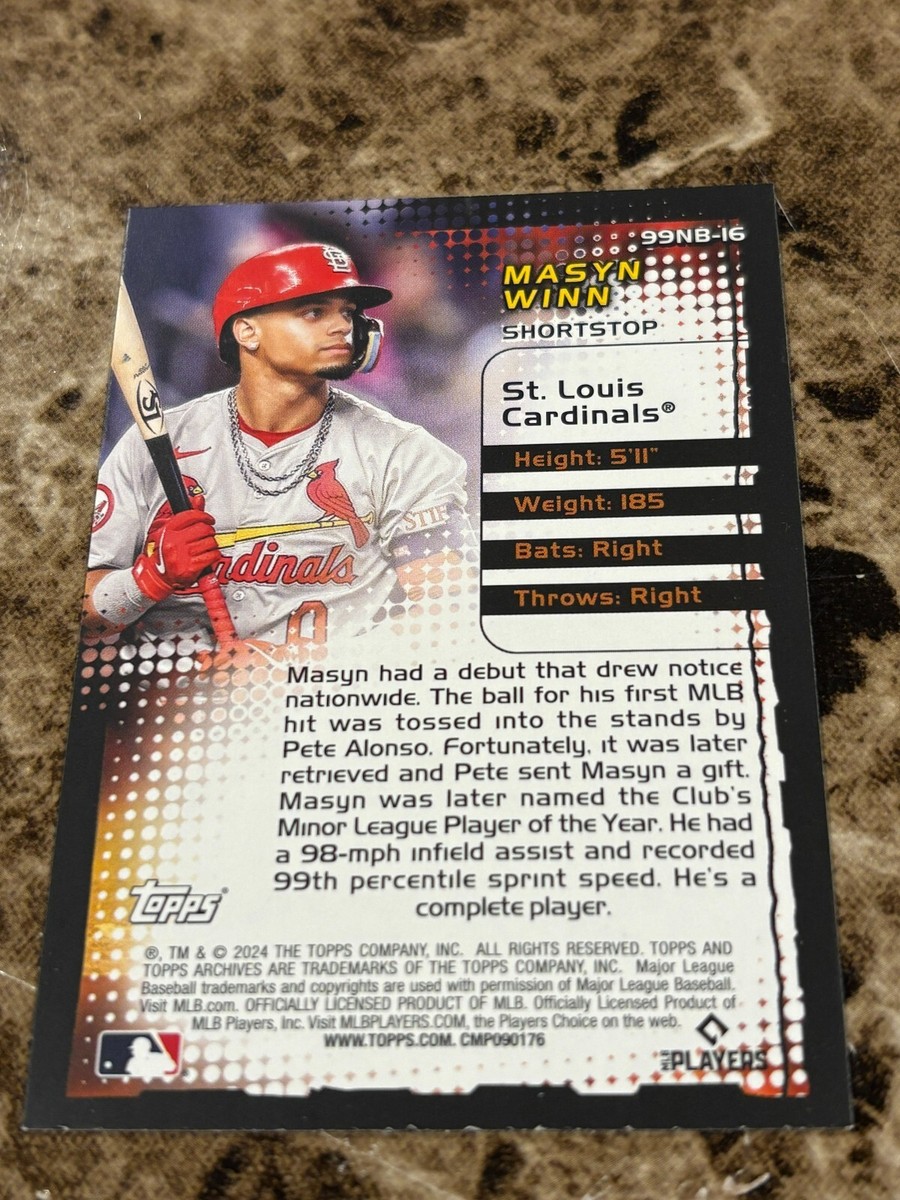 99NB-16
MASYN
WINN
SHORTSTOP
St. Louis
Cardinals®
Height: 5'11"
Weight: 185
Bats: Right
Throws: Right
STL
STIF
Cardinals
0
Masyn had a debut that drew notice
nationwide. The ball for his first MLB
hit was tossed into the stands by
Pete Alonso. Fortunately, it was later
retrieved and Pete sent Masyn a gift.
Masyn was later named the Club's
Minor League Player of the Year. He had
a 98-mph infield assist and recorded
99th percentile sprint speed. He's a
complete player.
Topps®
®, TM & © 2024 THE TOPPS COMPANY, INC. ALL RIGHTS RESERVED. TOPPS AND
TOPPS ARCHIVES ARE TRADEMARKS OF THE TOPPS COMPANY, INC. Major League
Baseball trademarks and copyrights are used with permission of Major League Baseball.
Visit MLB.com. OFFICIALLY LICENSED PRODUCT OF MLB. Officially Licensed Product of
MLB Players, Inc. Visit MLBPLAYERS.COM, the Players Choice on the web.
WWW.TOPPS.COM. CMP090176
MLB PLAYERS